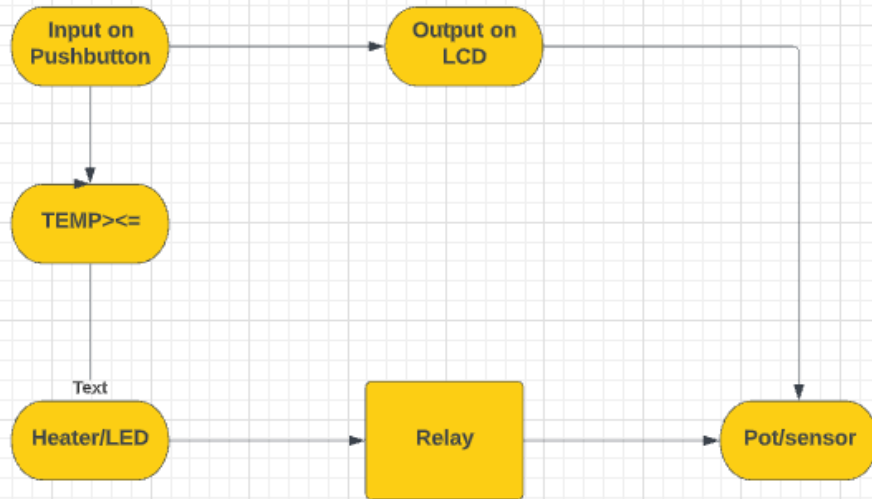 Input on
Pushbutton
Output on
LCD
TEMP><=
Text
Heater/LED
Relay
Pot/sensor